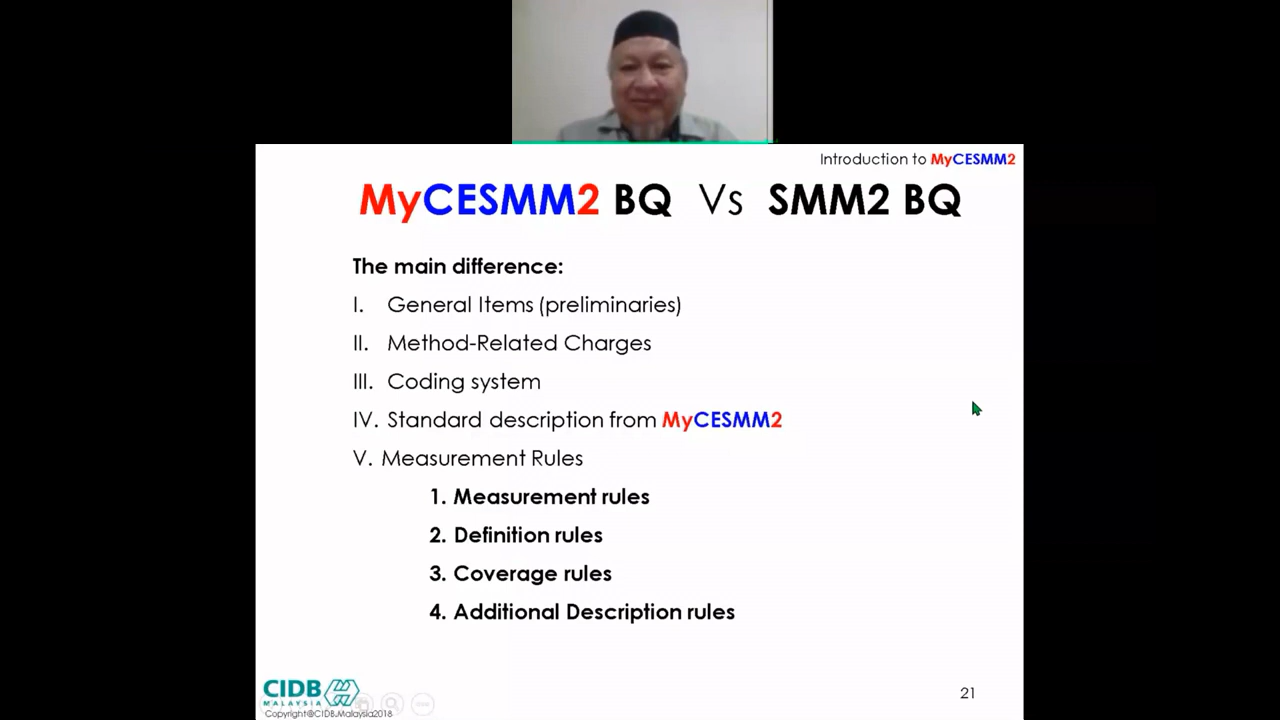 Introduction to MyCESMM2
MyCESMM2 BQ Vs SMM2 BQ
The main difference:
I. General Items (preliminaries)
II. Method-Related Charges
III. Coding system
IV. Standard description from MyCESMM2
V. Measurement Rules
1. Measurement rules
2. Definition rules
3. Coverage rules
4. Additional Description rules
CIDB
MALAYSIA
Copyright@CIDB.Malaysia2018
21